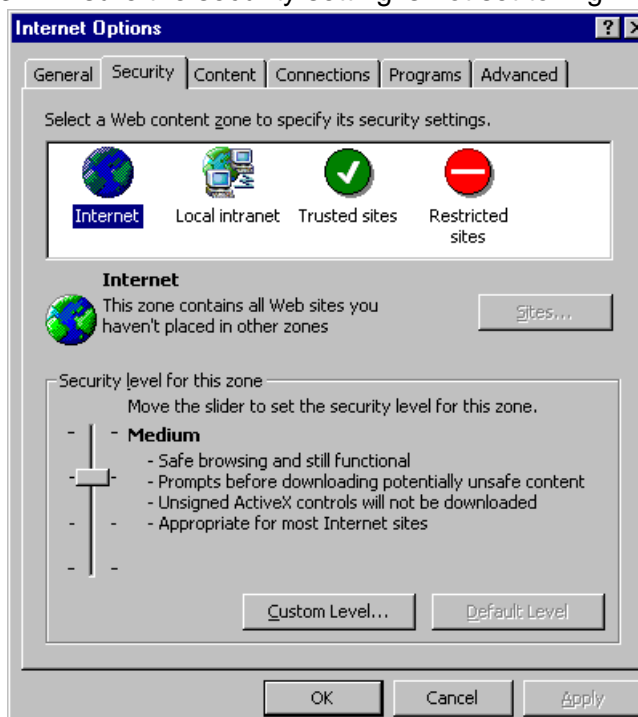 Internet Options
General Security Content Connections Programs Advanced
Select a Web content zone to specify its security settings.
Internet Local intranet Trusted sites Restricted sites
Internet
This zone contains all Web sites you
haven't placed in other zones
Sites...
Security level for this zone
Move the slider to set the security level for this zone.
Medium
- Safe browsing and still functional
- Prompts before downloading potentially unsafe content
- Unsigned ActiveX controls will not be downloaded
- Appropriate for most Internet sites
Custom Level... Default Level
OK Cancel Apply